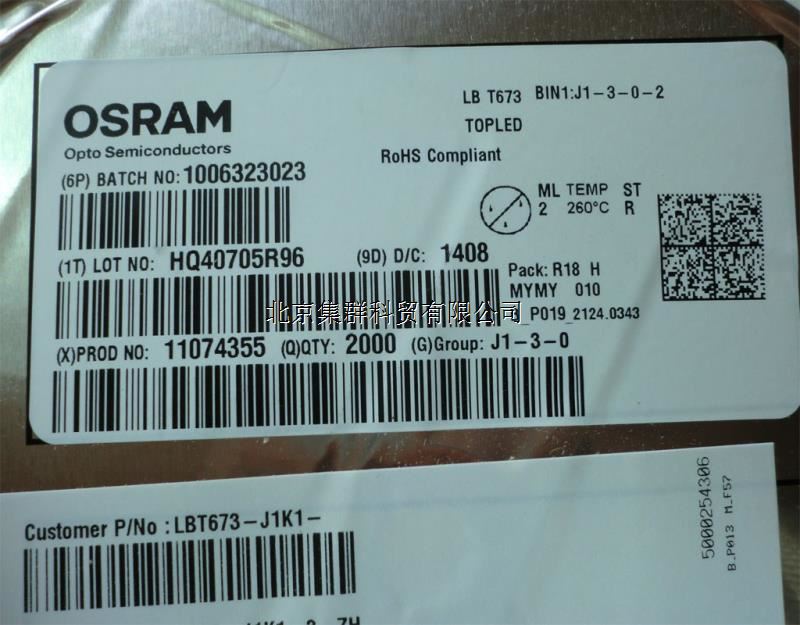 OSRAM
Opto Semiconductors
LB T673 BIN1:J1-3-0-2
TOPLED
RoHS Compliant
(6P) BATCH NO: 1006323023
ML TEMP ST
2 260°C R
(1T) LOT NO: HQ40705R96 (9D) D/C: 1408
Pack: R18 H
MYMY 010
北京集群科贸有限公司
P019_2124.0343
(X)PROD NO: 11074355 (Q)QTY: 2000 (G)Group: J1-3-0
Customer P/No : LBT673-J1K1-
5000254306
B.P013 M_F57